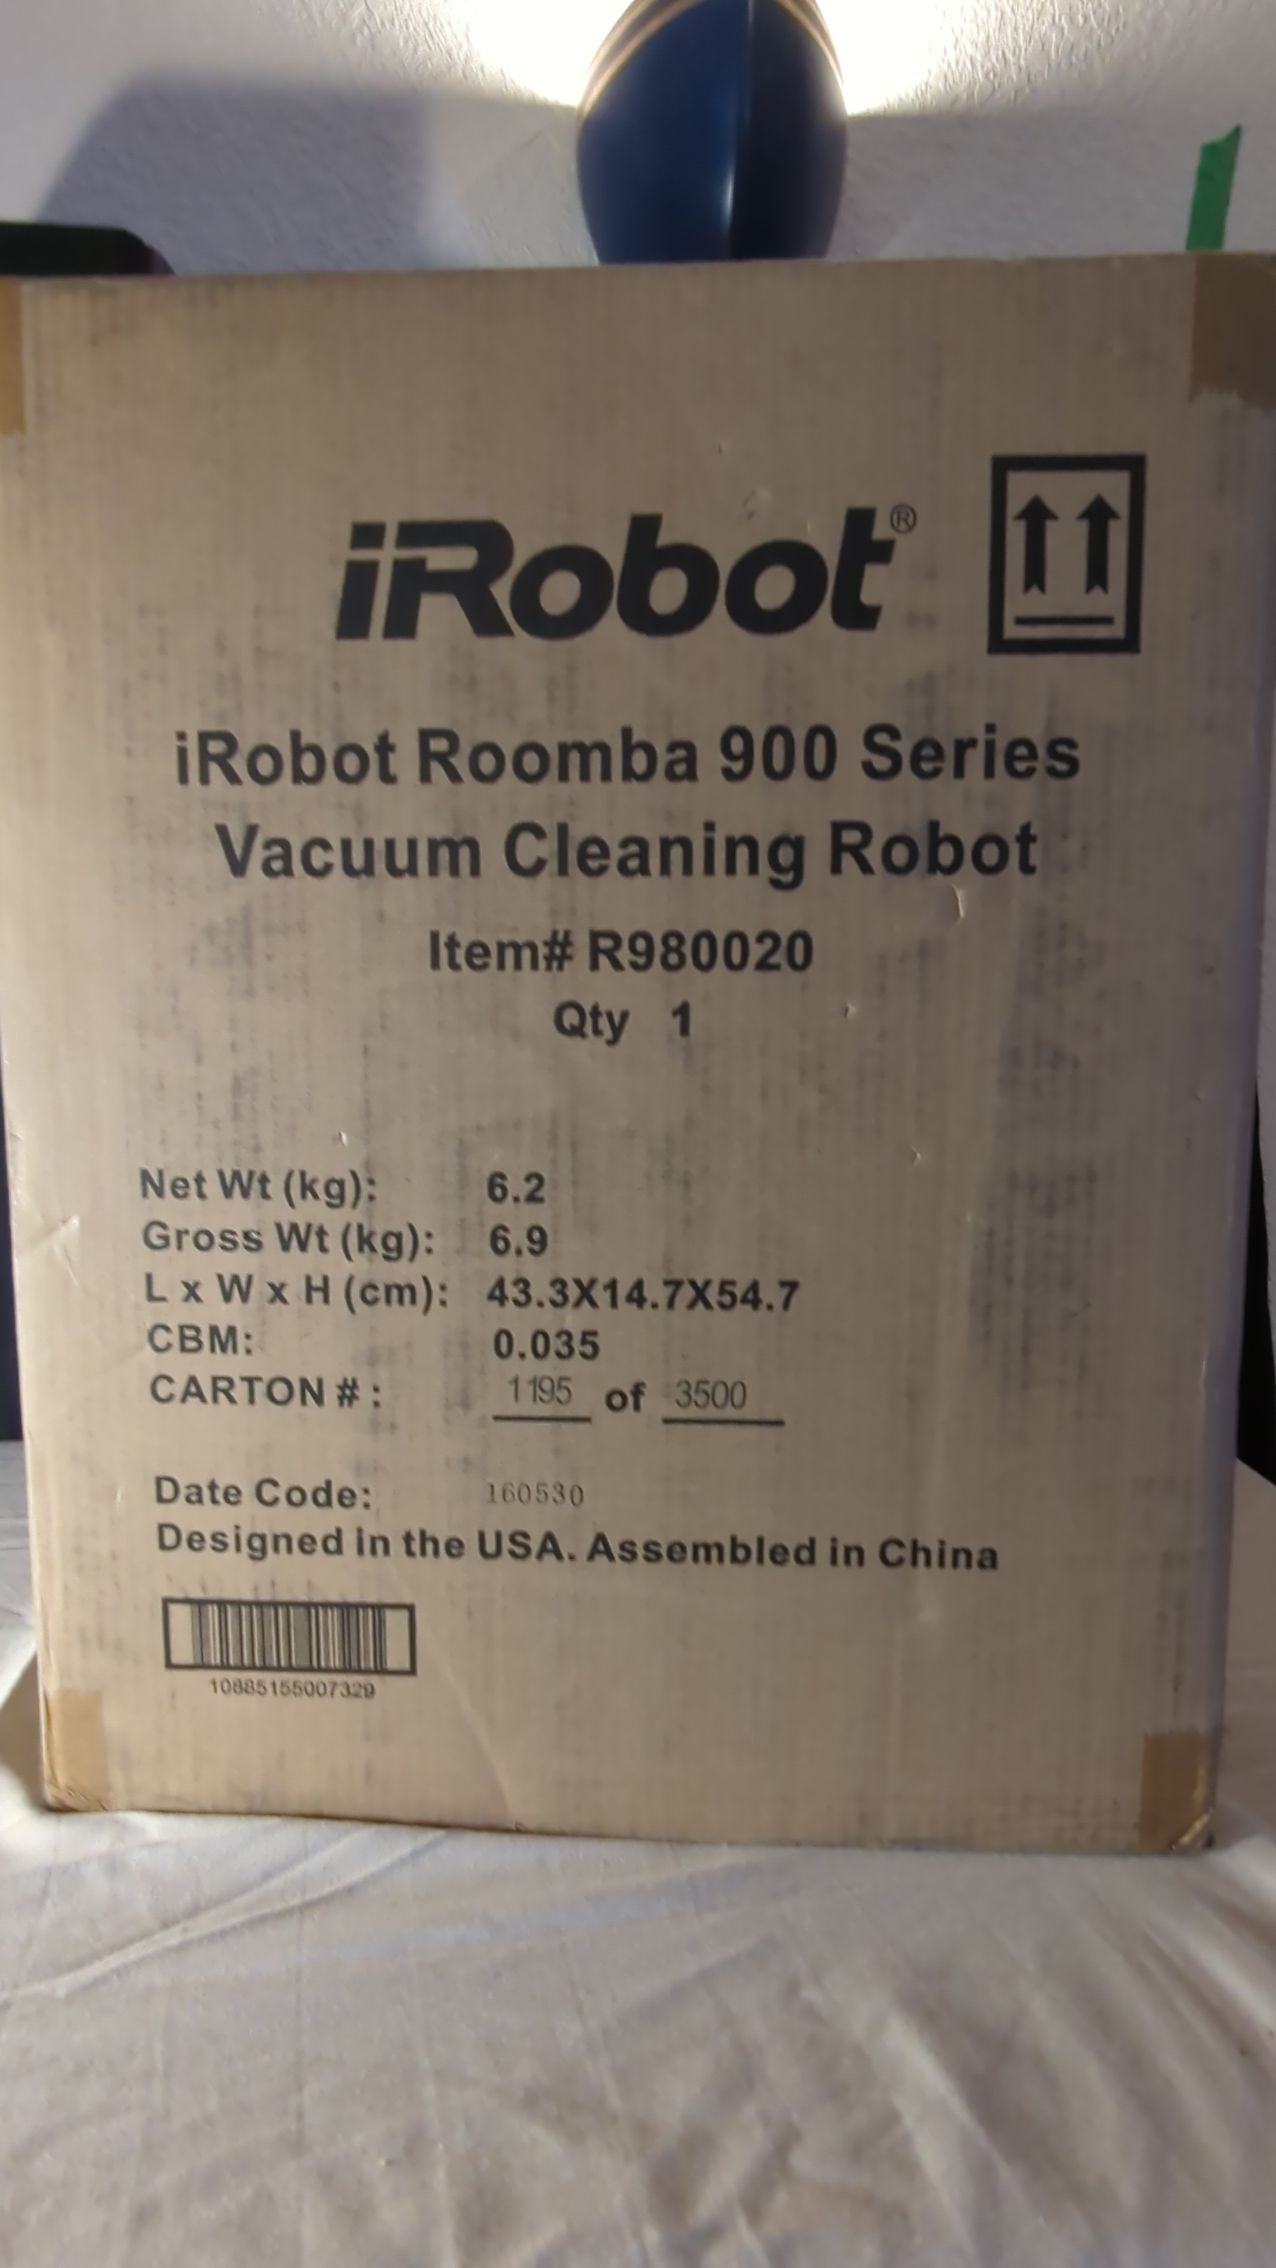 iRobot®
iRobot Roomba 900 Series
Vacuum Cleaning Robot
Item# R980020
Qty 1
Net Wt (kg): 6.2
Gross Wt (kg): 6.9
L x W x H (cm): 43.3X14.7X54.7
CBM: 0.035
CARTON # : 1195 of 3500
Date Code: 160530
Designed in the USA. Assembled in China
10885155007329